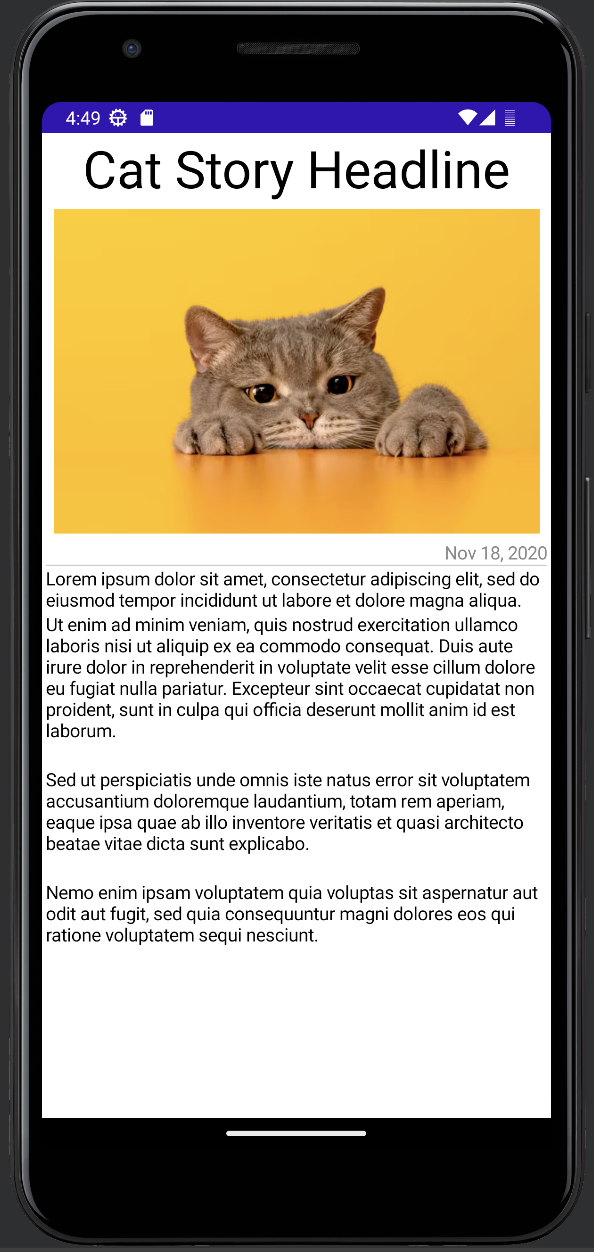 4:49
Cat Story Headline
Nov 18, 2020
Lorem ipsum dolor sit amet, consectetur adipiscing elit, sed do
eiusmod tempor incididunt ut labore et dolore magna aliqua.
Ut enim ad minim veniam, quis nostrud exercitation ullamco
laboris nisi ut aliquip ex ea commodo consequat. Duis aute
irure dolor in reprehenderit in voluptate velit esse cillum dolore
eu fugiat nulla pariatur. Excepteur sint occaecat cupidatat non
proident, sunt in culpa qui officia deserunt mollit anim id est
laborum.
Sed ut perspiciatis unde omnis iste natus error sit voluptatem
accusantium doloremque laudantium, totam rem aperiam,
eaque ipsa quae ab illo inventore veritatis et quasi architecto
beatae vitae dicta sunt explicabo.
Nemo enim ipsam voluptatem quia voluptas sit aspernatur aut
odit aut fugit, sed quia consequuntur magni dolores eos qui
ratione voluptatem sequi nesciunt.